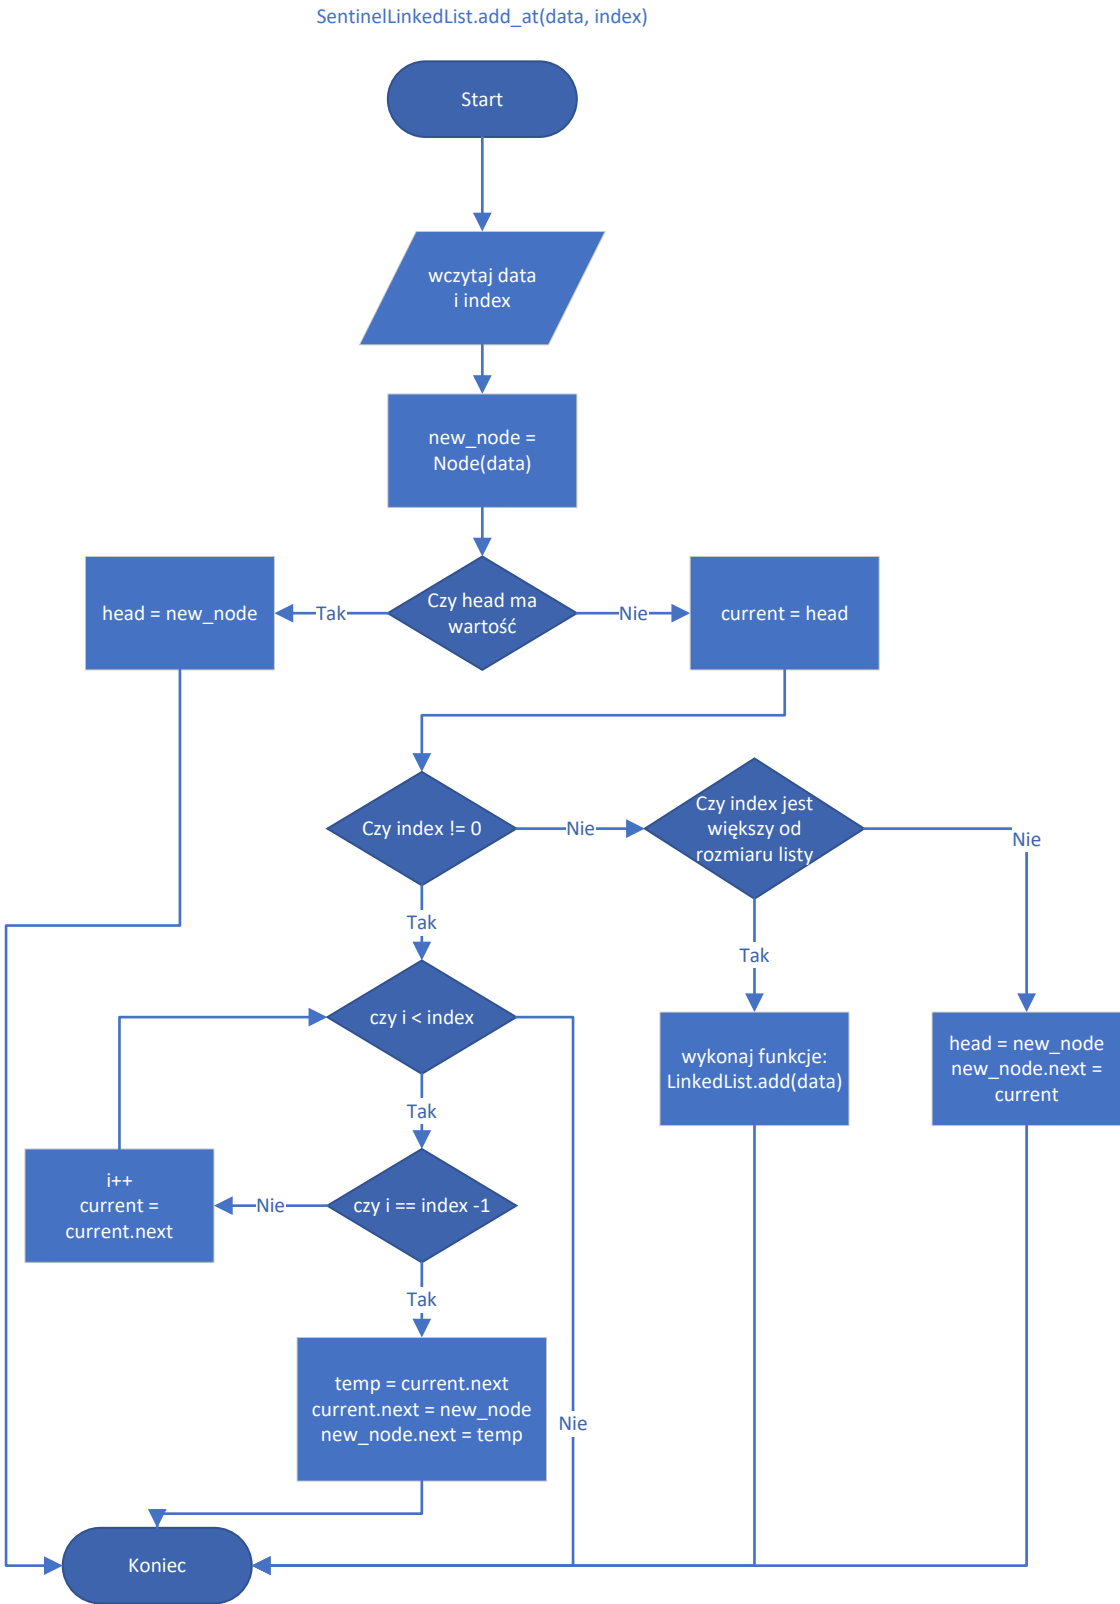 SentinelLinkedList.add_at(data, index)
Start
wczytaj data
i index
new_node =
Node(data)
head = new_node
Tak
Czy head ma
wartość
Nie
current = head
Czy index != 0
Nie
Czy index jest
większy od
rozmiaru listy
Nie
Tak
Tak
czy i < index
wykonaj funkcje:
LinkedList.add(data)
head = new_node
new_node.next =
current
Tak
i++
current =
current.next
Nie
czy i == index -1
Tak
temp = current.next
current.next = new_node
new_node.next = temp
Nie
Koniec